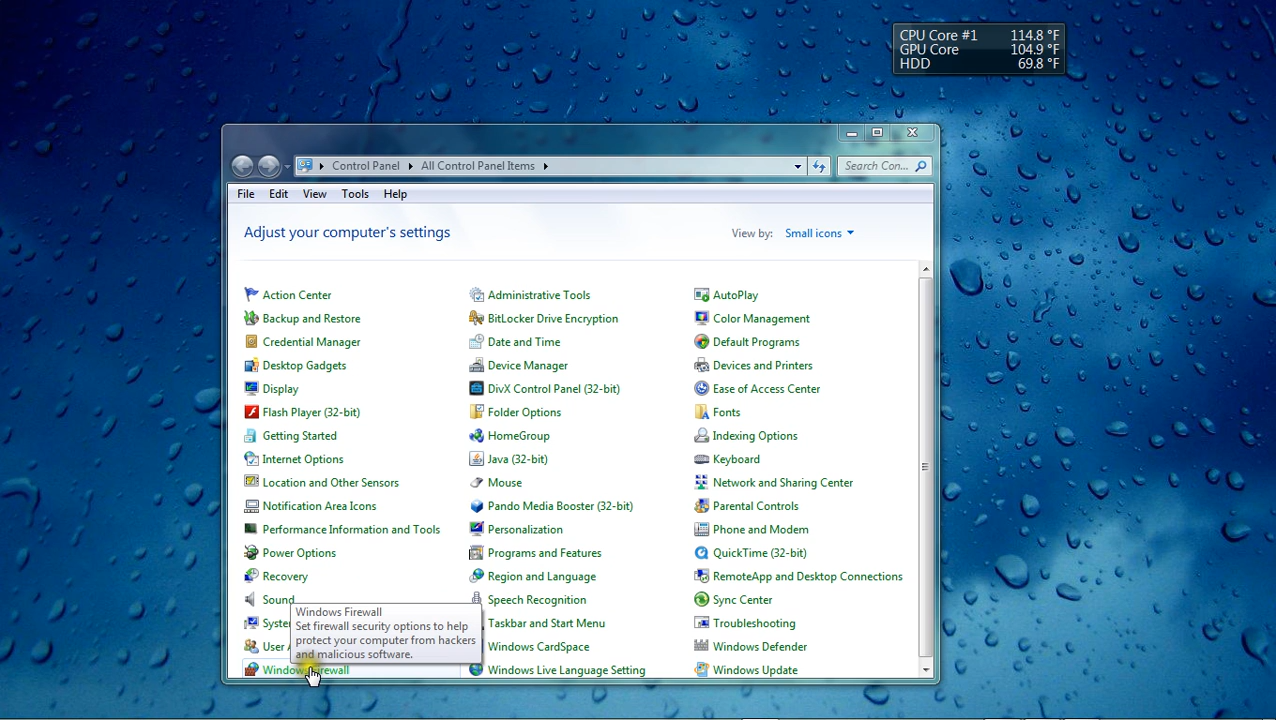 CPU Core #1 114.8 °F
GPU Core 104.9 °F
HDD 69.8 °F
Control Panel All Control Panel Items Search Con...
File Edit View Tools Help
Adjust your computer's settings View by: Small icons
Action Center Administrative Tools AutoPlay
Backup and Restore BitLocker Drive Encryption Color Management
Credential Manager Date and Time Default Programs
Desktop Gadgets Device Manager Devices and Printers
Display DivX Control Panel (32-bit) Ease of Access Center
Flash Player (32-bit) Folder Options Fonts
Getting Started HomeGroup Indexing Options
Internet Options Java (32-bit) Keyboard
Location and Other Sensors Mouse Network and Sharing Center
Notification Area Icons Pando Media Booster (32-bit) Parental Controls
Performance Information and Tools Personalization Phone and Modem
Power Options Programs and Features QuickTime (32-bit)
Recovery Region and Language RemoteApp and Desktop Connections
Sound Speech Recognition Sync Center
Windows Firewall
Set firewall security options to help
protect your computer from hackers
and malicious software.
Syste Taskbar and Start Menu Troubleshooting
User A Windows CardSpace Windows Defender
Windows Firewall Windows Live Language Setting Windows Update